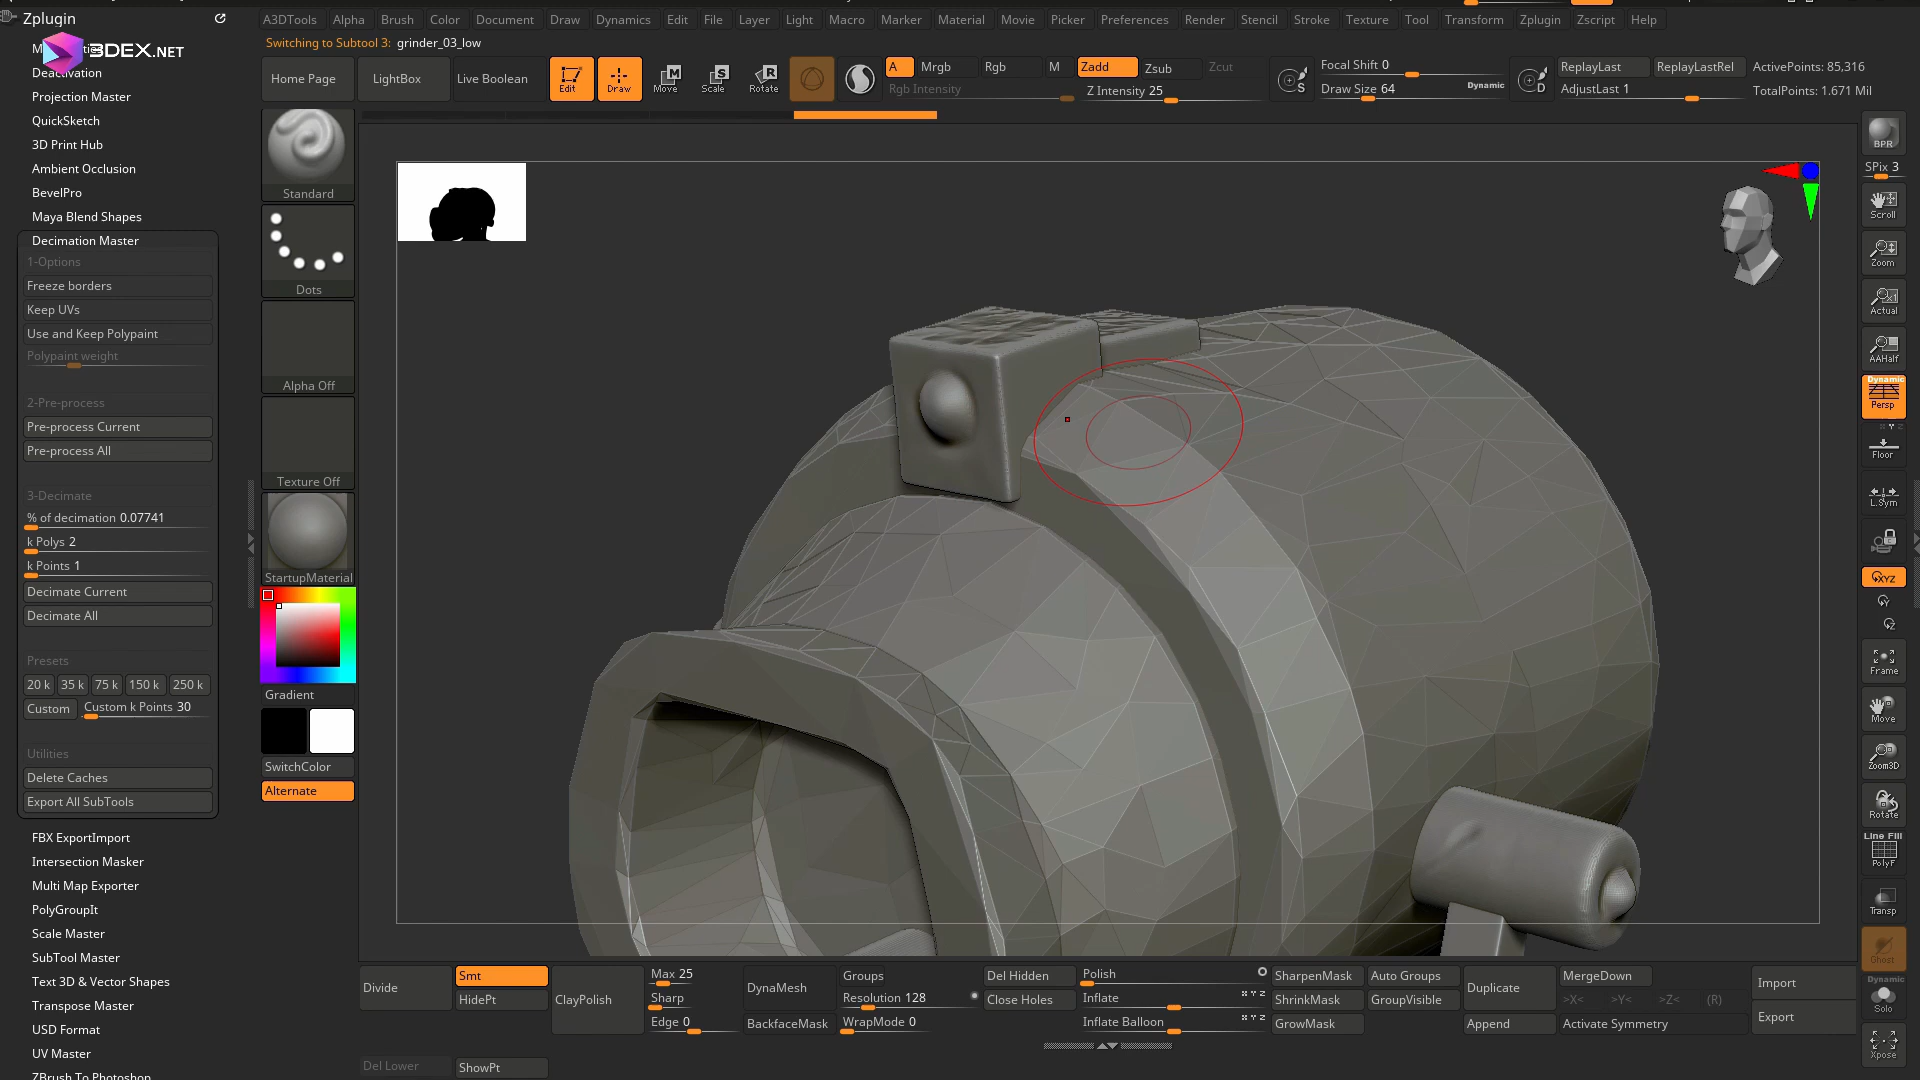 Zplugin
3DEX.NET
Deactivation
Projection Master
QuickSketch
3D Print Hub
Ambient Occlusion
BevelPro
Maya Blend Shapes
Decimation Master
1-Options
Freeze borders
Keep UVs
Use and Keep Polypaint
Polypaint weight
2-Pre-process
Pre-process Current
Pre-process All
3-Decimate
% of decimation 0.07741
k Polys 2
k Points 1
Decimate Current
Decimate All
Presets
20 k 35 k 75 k 150 k 250 k
Custom Custom k Points 30
Utilities
Delete Caches
Export All SubTools
FBX ExportImport
Intersection Masker
Multi Map Exporter
PolyGroupIt
Scale Master
SubTool Master
Text 3D & Vector Shapes
Transpose Master
USD Format
UV Master
ZBrush To Photoshop
A3DTools Alpha Brush Color Document Draw Dynamics Edit File Layer Light Macro Marker Material Movie Picker Preferences Render Stencil Stroke Texture Tool Transform Zplugin Zscript Help
Switching to Subtool 3: grinder_03_low
Home Page LightBox Live Boolean Edit Draw Move Scale Rotate
A Mrgb Rgb M Zadd Zsub Zcut
Rgb Intensity Z Intensity 25
Focal Shift 0
Draw Size 64 Dynamic
ReplayLast ReplayLastRel ActivePoints: 85,316
AdjustLast 1 TotalPoints: 1.671 Mil
Standard
Dots
Alpha Off
Texture Off
StartupMaterial
Gradient
SwitchColor
Alternate
BPR
SPix 3
Scroll
Zoom
Actual
AAHalf
Dynamic
Persp
Floor
L.Sym
XYZ
Y
Z
Frame
Move
Zoom3D
Rotate
Line Fill
PolyF
Transp
Ghost
Dynamic
Solo
Xpose
Divide Smt ClayPolish Max 25 DynaMesh Groups Del Hidden Polish SharpenMask Auto Groups Duplicate MergeDown Import
HidePt Sharp Resolution 128 Close Holes Inflate X Y Z ShrinkMask GroupVisible >X< >Y< >Z< (R) Export
Edge 0 BackfaceMask WrapMode 0 Inflate Balloon X Y Z GrowMask Append Activate Symmetry
Del Lower ShowPt